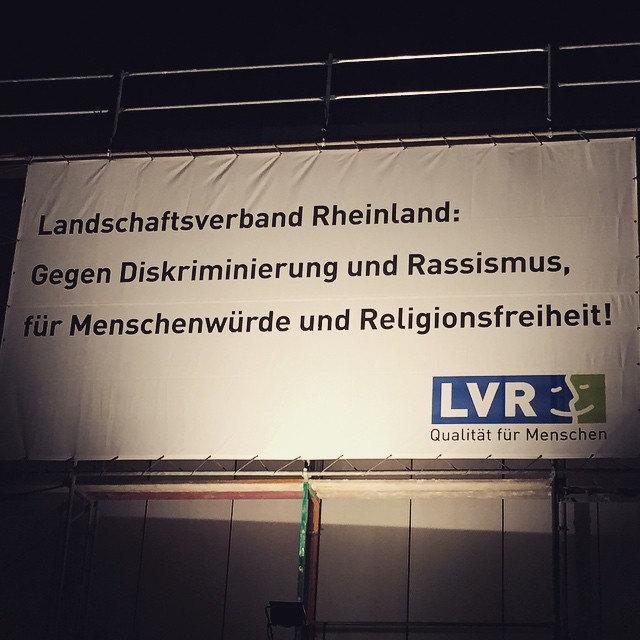 Landschaftsverband Rheinland:
Gegen Diskriminierung und Rassismus,
für Menschenwürde und Religionsfreiheit!
LVR
Qualität für Menschen